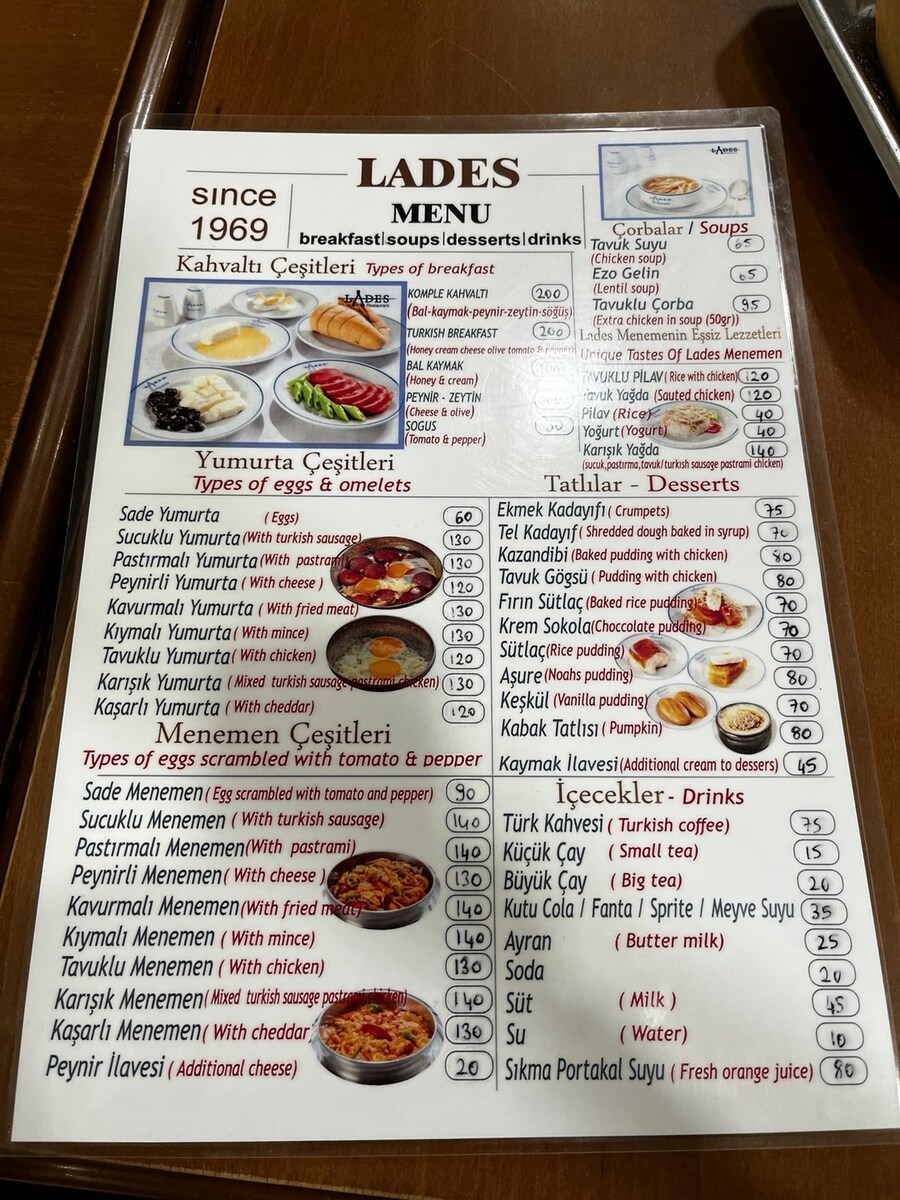 LADES
since
1969
MENU
breakfast|soups|desserts|drinks
LADES
Kahvaltı Çeşitleri Types of breakfast
LADES
Restaurant
KOMPLE KAHVALTI 200
(Bal-kaymak-peynir-zeytin-söğüş)
TURKISH BREAKFAST 200
(Honey cream cheese olive tomato & pepper)
BAL KAYMAK
(Honey & cream)
PEYNİR - ZEYTİN
(Cheese & olive)
SOGUS
(Tomato & pepper)
Çorbalar / Soups
Tavuk Suyu 65
(Chicken soup)
Ezo Gelin 65
(Lentil soup)
Tavuklu Çorba 95
(Extra chicken in soup (50gr))
Lades Menemenin Eşsiz Lezzetleri
Unique Tastes Of Lades Menemen
TAVUKLU PİLAV (Rice with chicken) 120
Tavuk Yağda (Sauted chicken) 120
Pilav (Rice) 40
Yoğurt (Yogurt) 40
Karışık Yağda 140
(sucuk,pastırma,tavuk/turkish sausage pastrami chicken)
Yumurta Çeşitleri
Types of eggs & omelets
Sade Yumurta (Eggs) 60
Sucuklu Yumurta (With turkish sausage) 130
Pastırmalı Yumurta (With pastrami) 130
Peynirli Yumurta (With cheese) 120
Kavurmalı Yumurta (With fried meat) 130
Kıymalı Yumurta (With mince) 130
Tavuklu Yumurta (With chicken) 120
Karışık Yumurta (Mixed turkish sausage pastrami chicken) 130
Kaşarlı Yumurta (With cheddar) 120
Menemen Çeşitleri
Types of eggs scrambled with tomato & pepper
Sade Menemen (Egg scrambled with tomato and pepper) 90
Sucuklu Menemen (With turkish sausage) 140
Pastırmalı Menemen (With pastrami) 140
Peynirli Menemen (With cheese) 130
Kavurmalı Menemen (With fried meat) 140
Kıymalı Menemen (With mince) 140
Tavuklu Menemen (With chicken) 130
Karışık Menemen (Mixed turkish sausage pastrami chicken) 140
Kaşarlı Menemen (With cheddar) 130
Peynir İlavesi (Additional cheese) 20
Tatlılar - Desserts
Ekmek Kadayıfı (Crumpets) 75
Tel Kadayıf (Shredded dough baked in syrup) 70
Kazandibi (Baked pudding with chicken) 80
Tavuk Gögsü (Pudding with chicken) 80
Fırın Sütlaç (Baked rice pudding) 70
Krem Sokola (Choccolate pudding) 70
Sütlaç (Rice pudding) 70
Aşure (Noahs pudding) 80
Keşkül (Vanilla pudding) 70
Kabak Tatlısı (Pumpkin) 80
Kaymak İlavesi (Additional cream to dessers) 45
İçecekler - Drinks
Türk Kahvesi (Turkish coffee) 75
Küçük Çay (Small tea) 15
Büyük Çay (Big tea) 20
Kutu Cola / Fanta / Sprite / Meyve Suyu 35
Ayran (Butter milk) 25
Soda 20
Süt (Milk) 45
Su (Water) 10
Sıkma Portakal Suyu (Fresh orange juice) 80